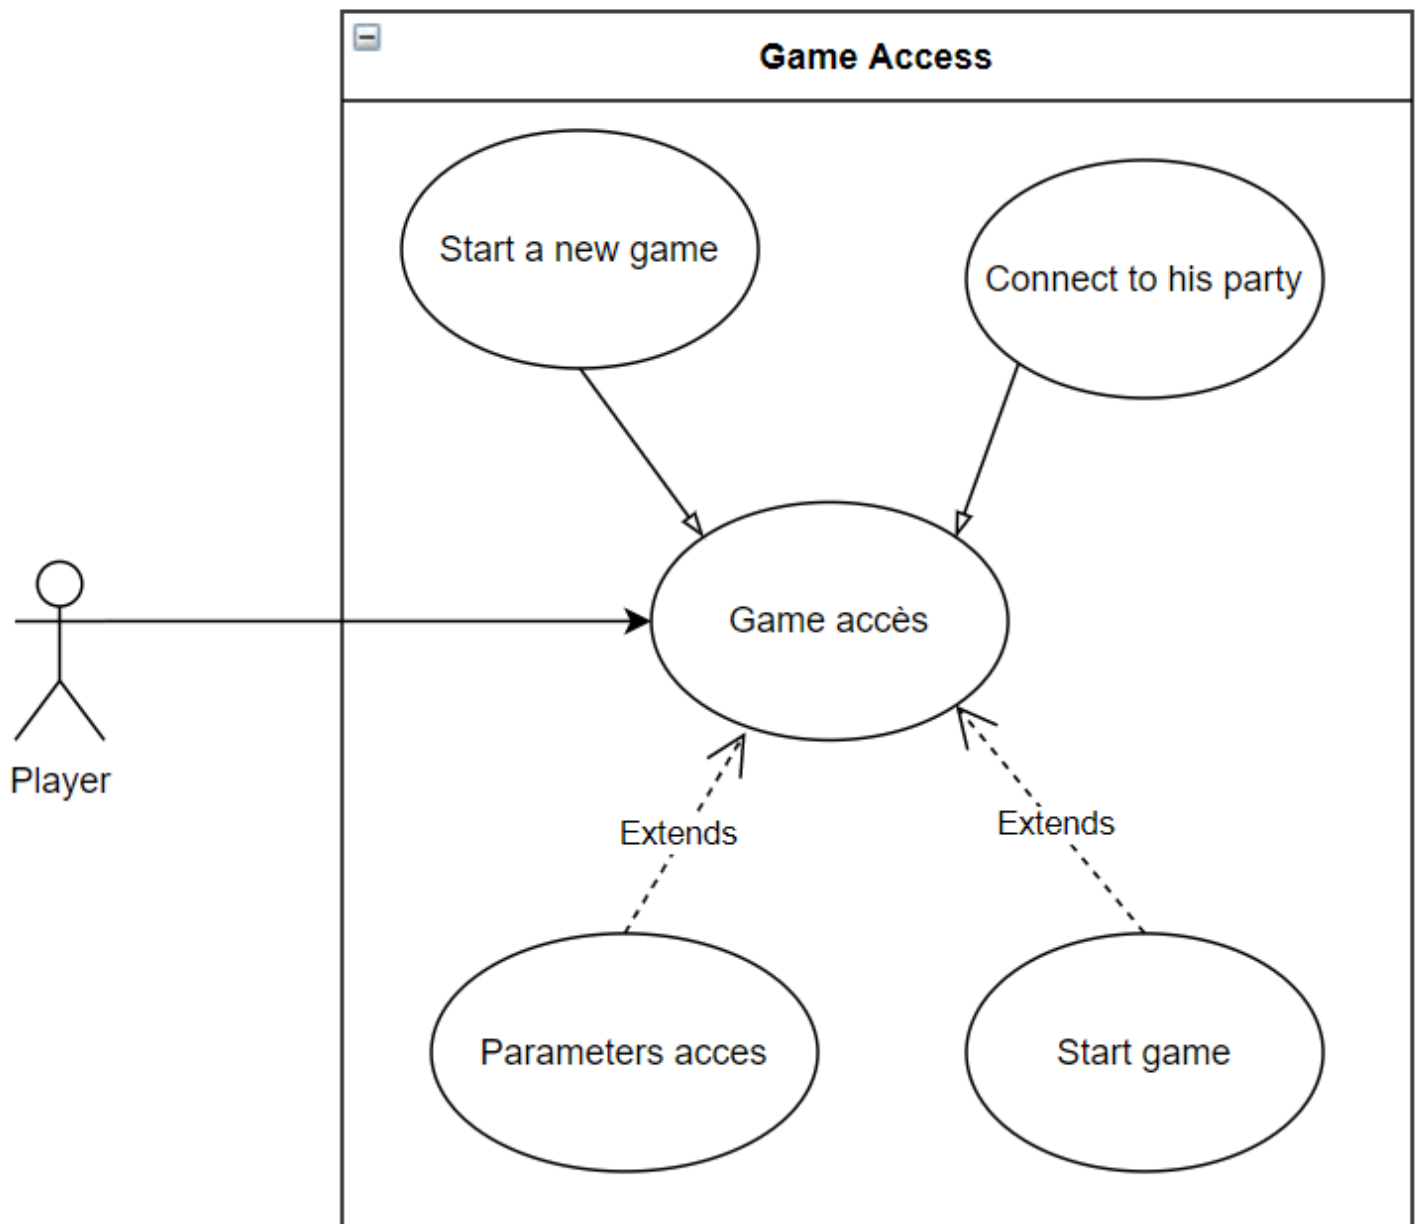 Game Access
Start a new game
Connect to his party
Game accès
Player
Extends
Extends
Parameters acces
Start game